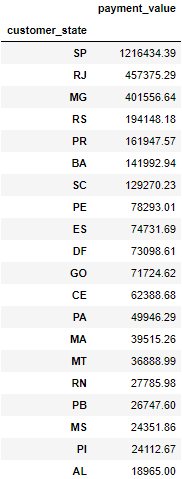 payment_value
customer_state
SP 1216434.39
RJ 457375.29
MG 401556.64
RS 194148.18
PR 161947.57
BA 141992.94
SC 129270.23
PE 78293.01
ES 74731.69
DF 73098.61
GO 71724.62
CE 62388.68
PA 49946.29
MA 39515.26
MT 36888.99
RN 27785.98
PB 26747.60
MS 24351.86
PI 24112.67
AL 18965.00